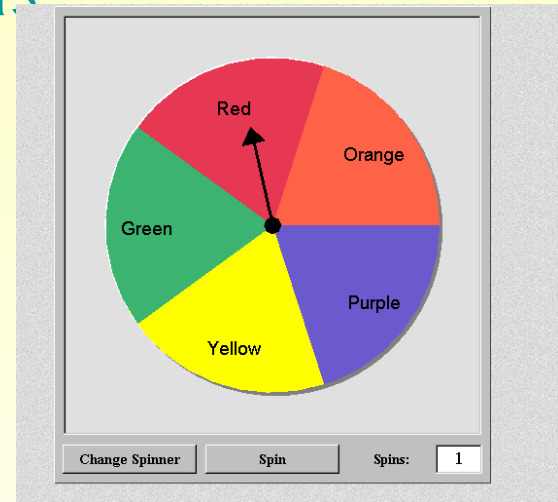 Red
Orange
Green
Purple
Yellow
Change Spinner
Spin
Spins:
1